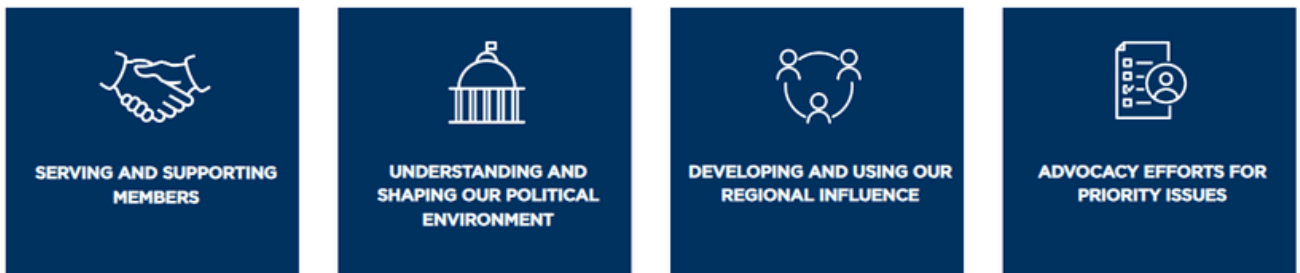 SERVING AND SUPPORTING
MEMBERS
UNDERSTANDING AND
SHAPING OUR POLITICAL
ENVIRONMENT
DEVELOPING AND USING OUR
REGIONAL INFLUENCE
ADVOCACY EFFORTS FOR
PRIORITY ISSUES